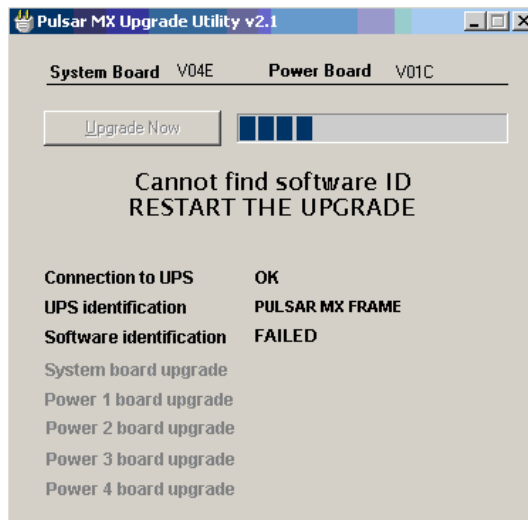 Pulsar MX Upgrade Utility v2.1
System Board V04E Power Board V01C
Upgrade Now
Cannot find software ID
RESTART THE UPGRADE
Connection to UPS OK
UPS identification PULSAR MX FRAME
Software identification FAILED
System board upgrade
Power 1 board upgrade
Power 2 board upgrade
Power 3 board upgrade
Power 4 board upgrade